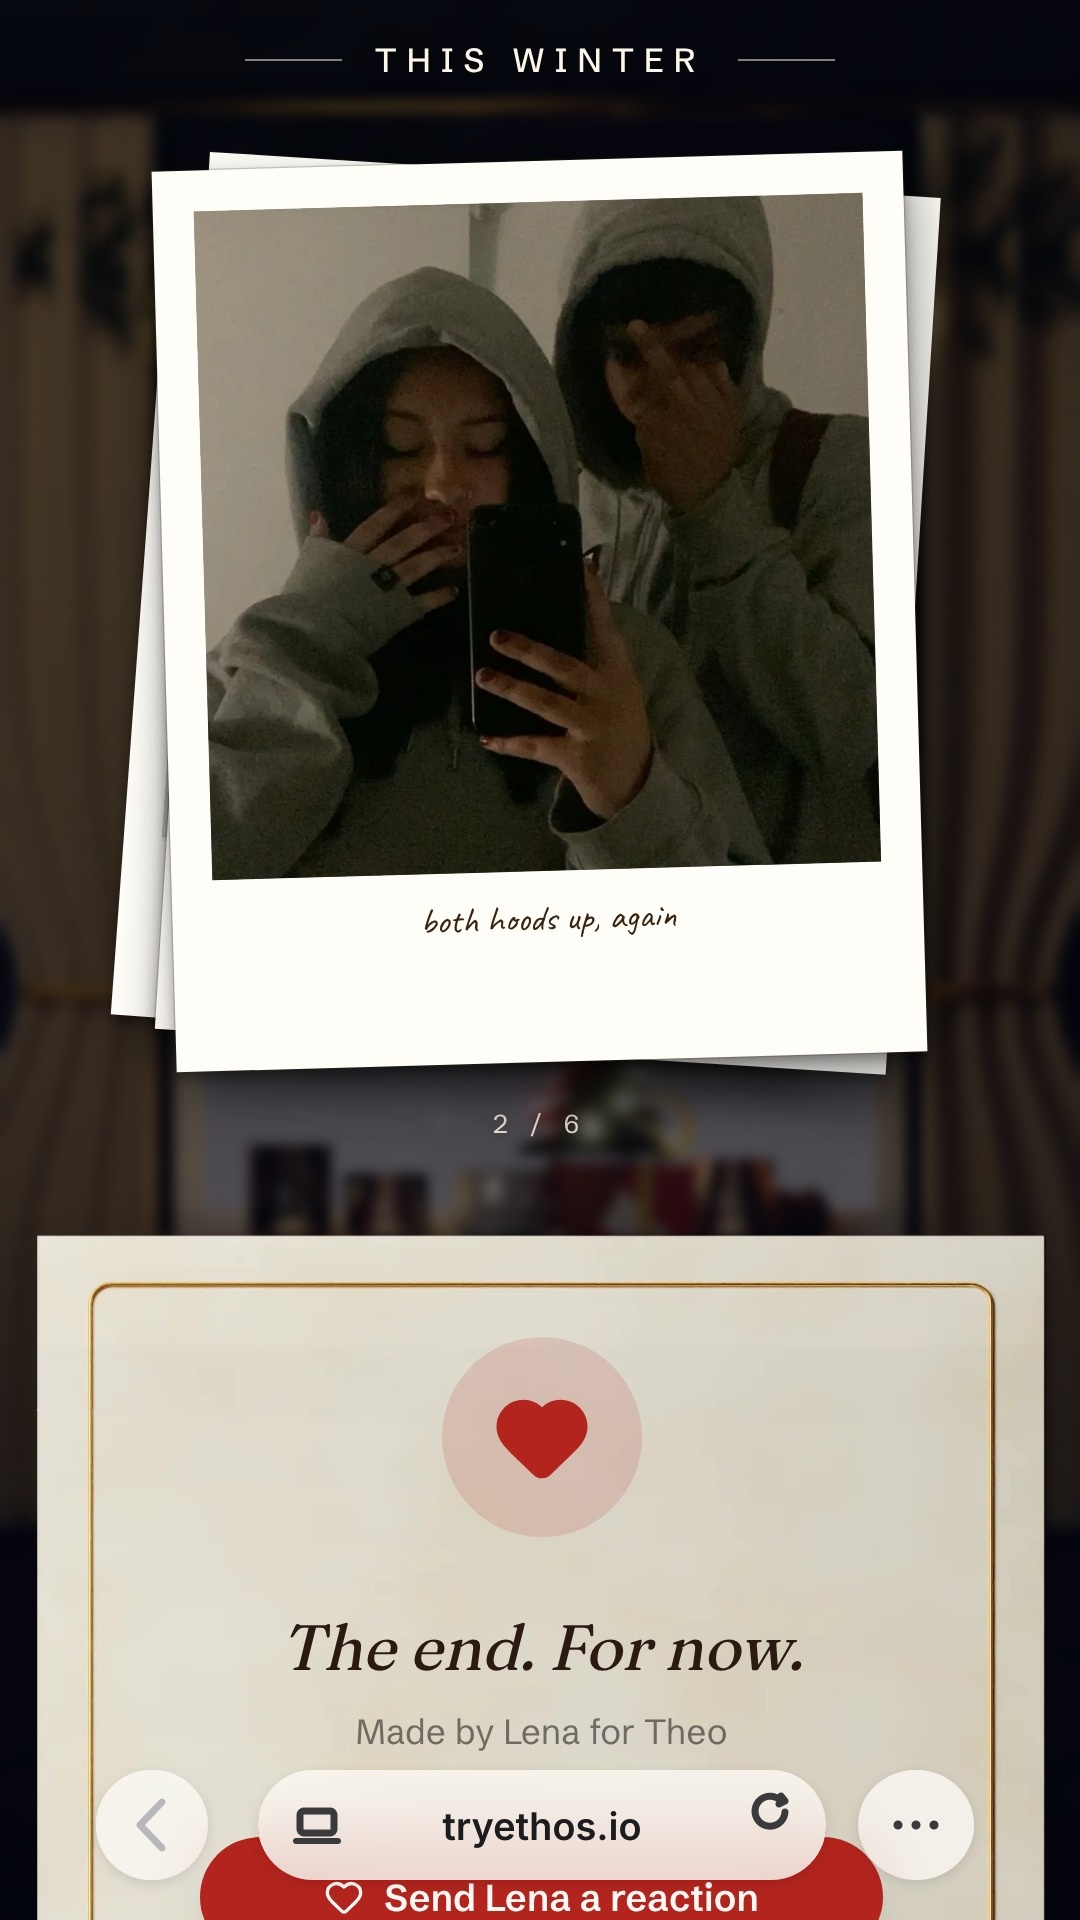 THIS WINTER
both hoods up, again
2 / 6
The end. For now.
Made by Lena for Theo
tryethos.io
Send Lena a reaction